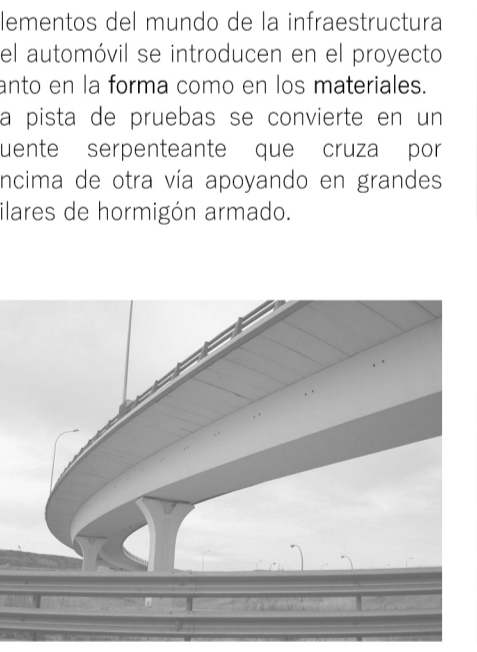 lementos del mundo de la infraestructura
el automóvil se introducen en el proyecto
anto en la forma como en los materiales.
a pista de pruebas se convierte en un
uente serpenteante que cruza por
ncima de otra vía apoyando en grandes
ilares de hormigón armado.